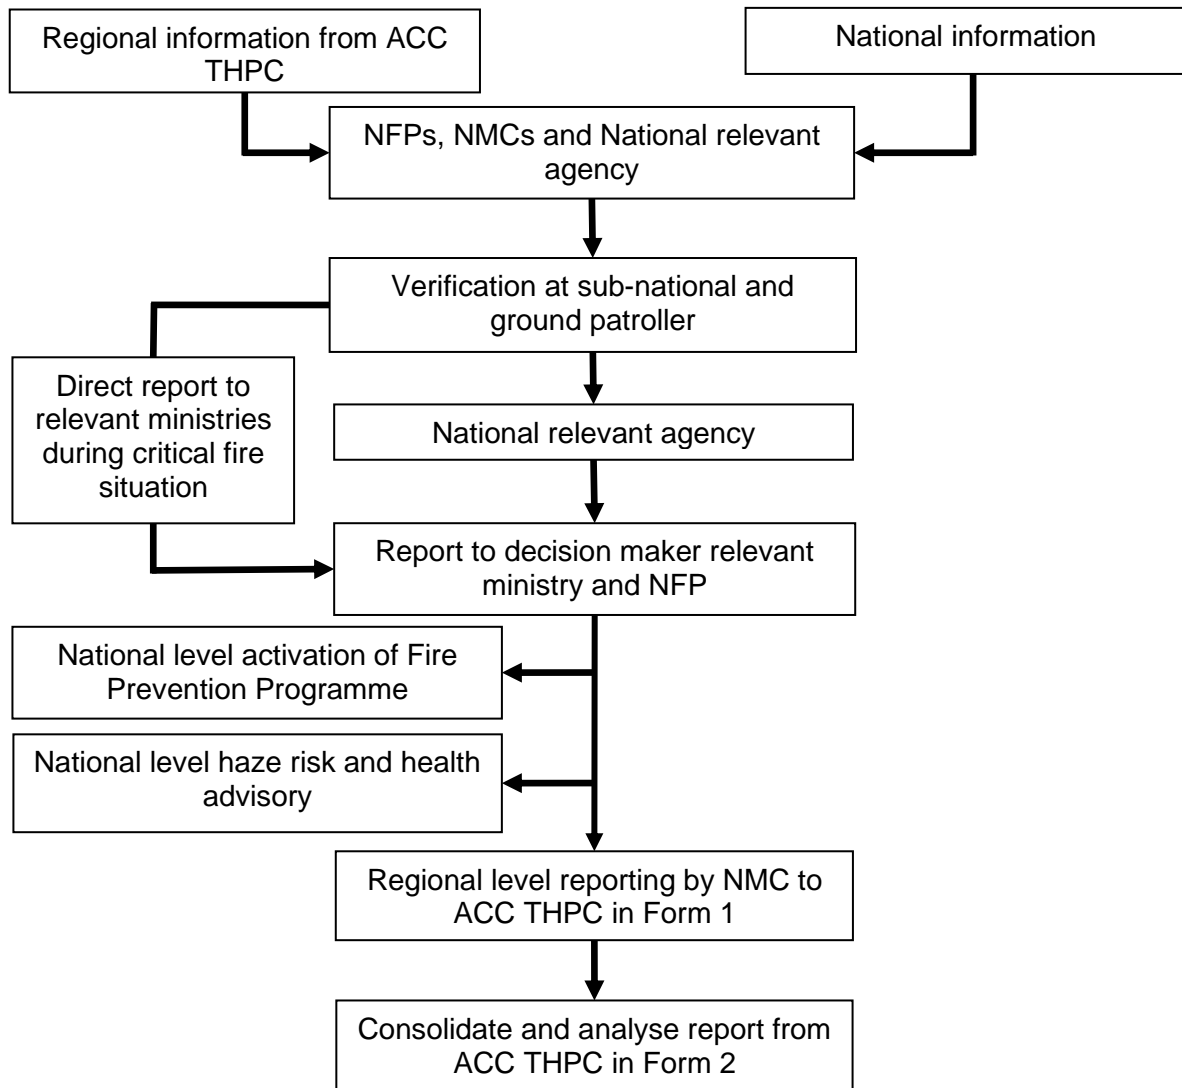 Regional information from ACC
THPC
National information
NFPs, NMCs and National relevant
agency
Verification at sub-national and
ground patroller
Direct report to
relevant ministries
during critical fire
situation
National relevant agency
Report to decision maker relevant
ministry and NFP
National level activation of Fire
Prevention Programme
National level haze risk and health
advisory
Regional level reporting by NMC to
ACC THPC in Form 1
Consolidate and analyse report from
ACC THPC in Form 2